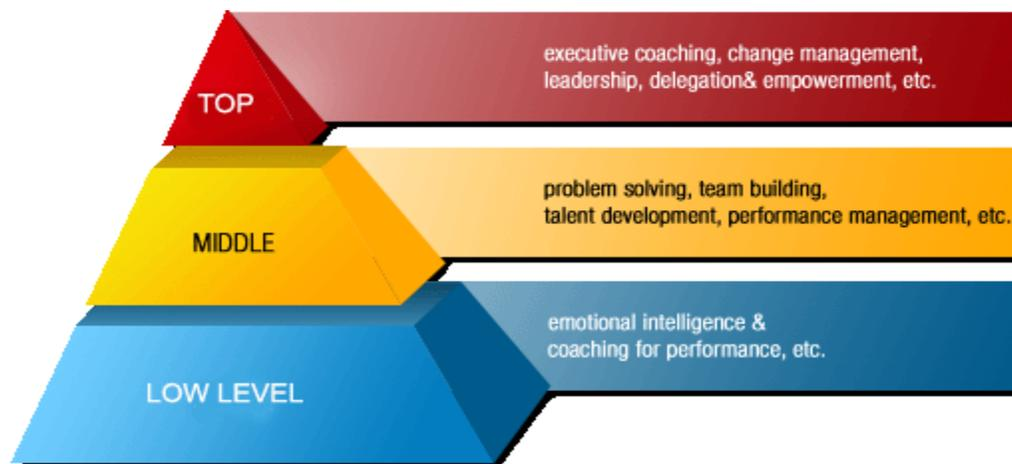 TOP
executive coaching, change management,
leadership, delegation& empowerment, etc.
MIDDLE
problem solving, team building,
talent development, performance management, etc.
LOW LEVEL
emotional intelligence &
coaching for performance, etc.